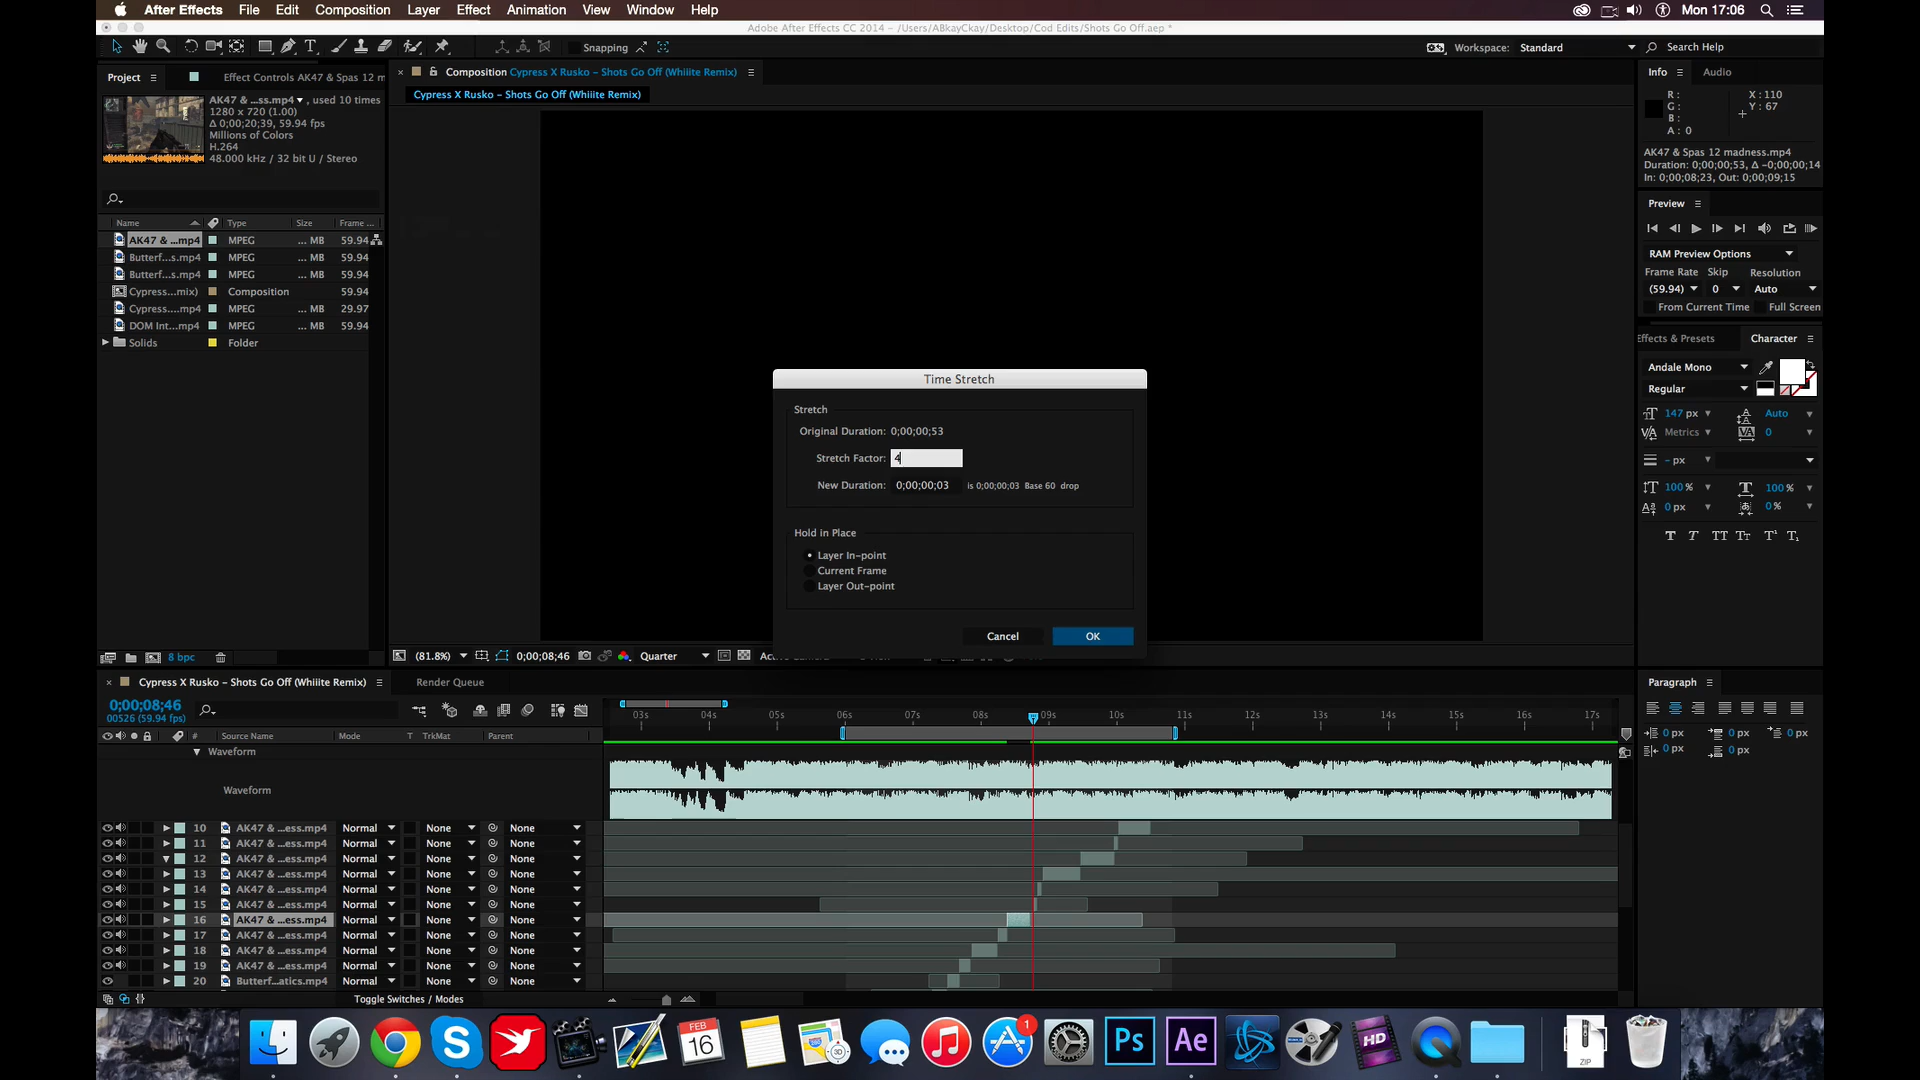 After Effects File Edit Composition Layer Effect Animation View Window Help Mon 17:06
Adobe After Effects CC 2014 - /Users/ABkayCkay/Desktop/Cod Edits/Shots Go Off.aep *
Snapping Workspace: Standard Search Help
Project Effect Controls AK47 & Spas 12 m
Composition Cypress X Rusko - Shots Go Off (Whiiite Remix)
Info Audio
Cypress X Rusko - Shots Go Off (Whiiite Remix)
AK47 & ...ss.mp4, used 10 times
1280 x 720 (1.00)
Δ 0;00;20;39, 59.94 fps
Millions of Colors
H.264
48.000 kHz / 32 bit U / Stereo
R : X : 110
G : Y : 67
B :
A : 0
AK47 & Spas 12 madness.mp4
Duration: 0;00;00;53, Δ -0;00;00;14
In: 0;00;08;23, Out: 0;00;09;15
Preview
RAM Preview Options
Frame Rate Skip Resolution
(59.94) 0 Auto
From Current Time Full Screen
Name Type Size Frame ...
AK47 & ...mp4 MPEG ... MB 59.94
Butterf...s.mp4 MPEG ... MB 59.94
Butterf...s.mp4 MPEG ... MB 59.94
Cypress...mix) Composition 59.94
Cypress....mp4 MPEG ... MB 29.97
DOM Int...mp4 MPEG ... MB 59.94
Solids Folder
Effects & Presets Character
Andale Mono
Regular
147 px Auto
Metrics 0
- px
100 % 100 %
0 px 0 %
T T TT Tt T¹ T₁
Time Stretch
Stretch
Original Duration: 0;00;00;53
Stretch Factor: 4
New Duration: 0;00;00;03 is 0;00;00;03 Base 60 drop
Hold in Place
Layer In-point
Current Frame
Layer Out-point
Cancel OK
8 bpc
(81.8%) 0;00;08;46 Quarter
Cypress X Rusko - Shots Go Off (Whiiite Remix) Render Queue
Paragraph
0;00;08;46
00526 (59.94 fps)
03s 04s 05s 06s 07s 08s 09s 10s 11s 12s 13s 14s 15s 16s 17s
# Source Name Mode T TrkMat Parent
0 px 0 px 0 px
0 px 0 px
Waveform
Waveform
10 AK47 & ...ess.mp4 Normal None None
11 AK47 & ...ess.mp4 Normal None None
12 AK47 & ...ess.mp4 Normal None None
13 AK47 & ...ess.mp4 Normal None None
14 AK47 & ...ess.mp4 Normal None None
15 AK47 & ...ess.mp4 Normal None None
16 AK47 & ...ess.mp4 Normal None None
17 AK47 & ...ess.mp4 Normal None None
18 AK47 & ...ess.mp4 Normal None None
19 AK47 & ...ess.mp4 Normal None None
20 Butterf...atics.mp4 Normal None None
Toggle Switches / Modes
FEB
16
3D
1
Ps
Ae
HD
ZIP